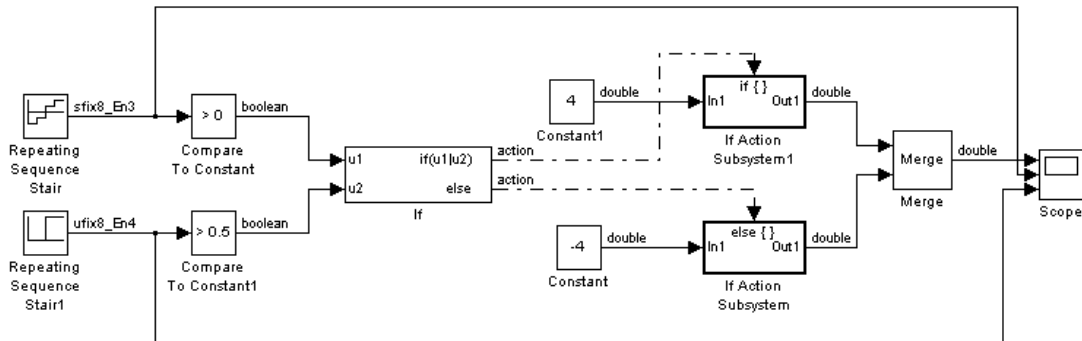 sfix8_En3
> 0
boolean
Repeating
Sequence
Stair
Compare
To Constant
ufix8_En4
> 0.5
boolean
Repeating
Sequence
Stair1
Compare
To Constant1
u1
if(u1|u2)
u2
else
If
action
action
4
double
Constant1
if { }
In1
Out1
double
If Action
Subsystem1
-4
double
Constant
else { }
In1
Out1
double
If Action
Subsystem
Merge
double
Merge
Scope